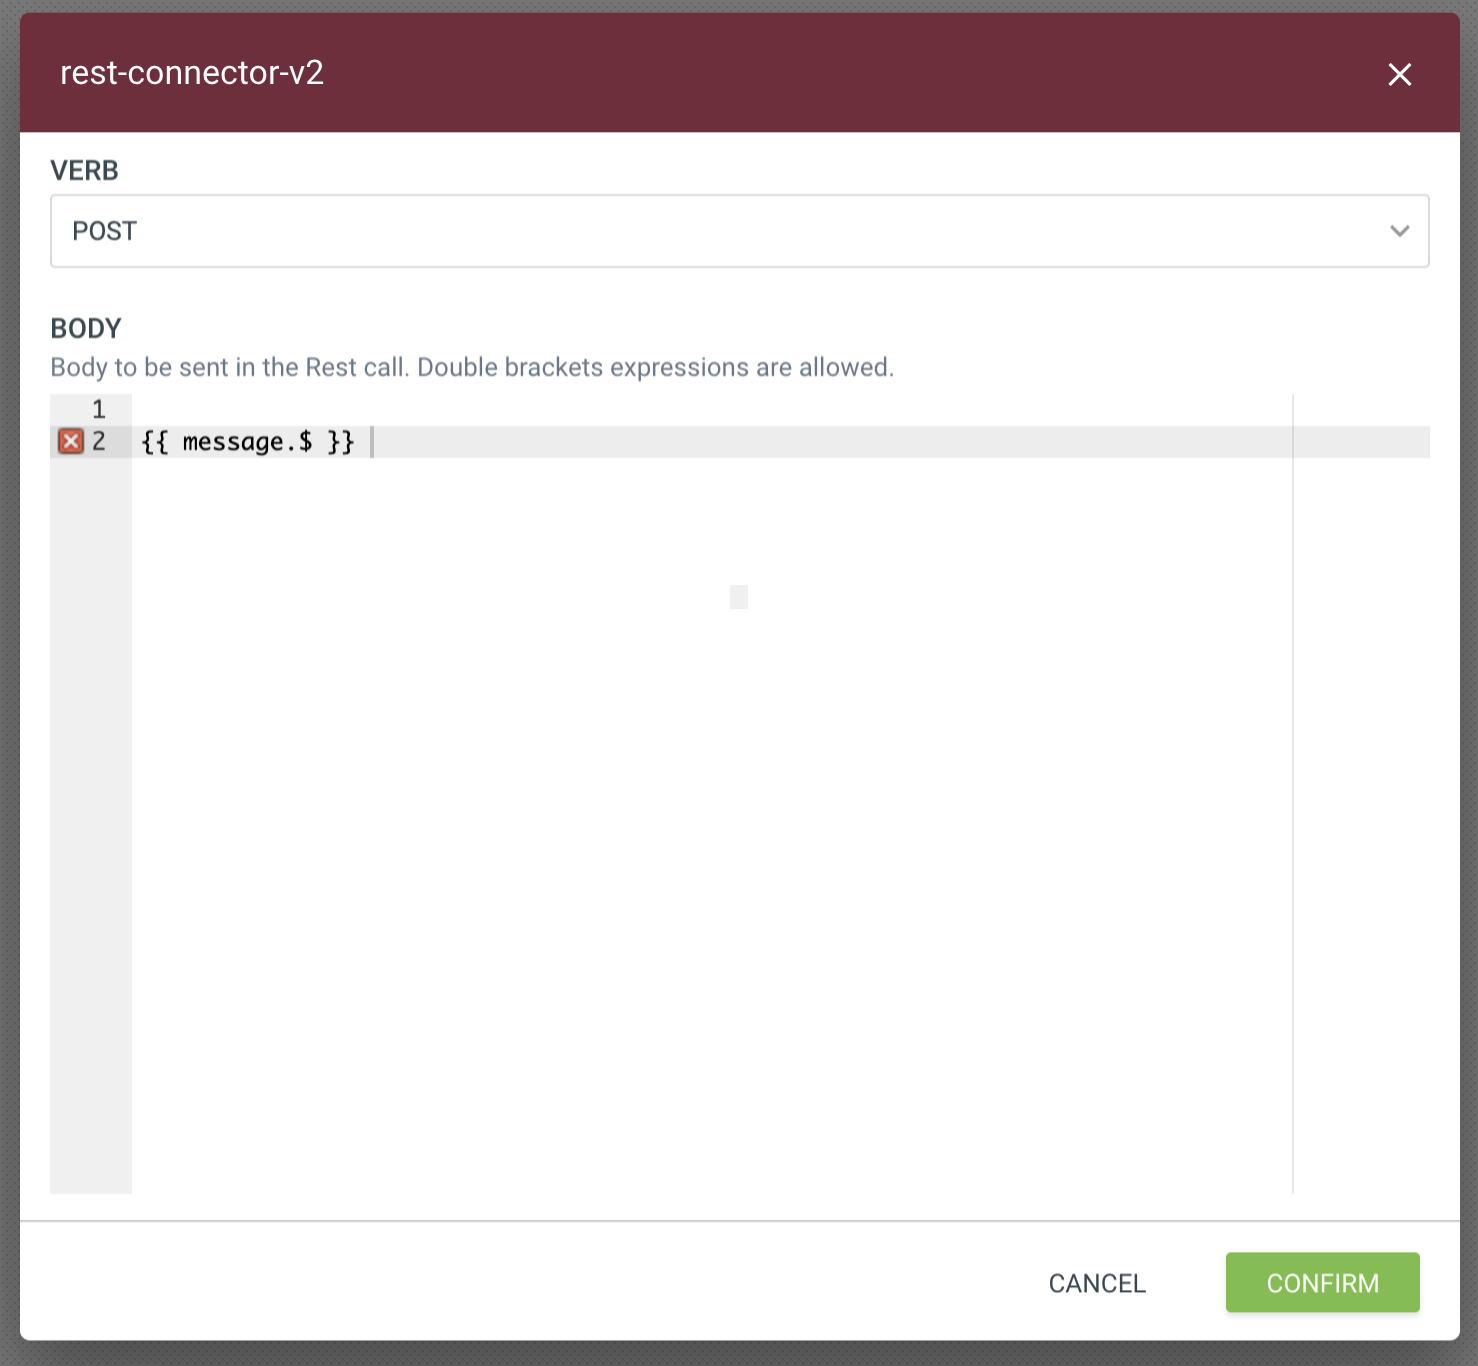 rest-connector-v2
VERB
POST
BODY
Body to be sent in the Rest call. Double brackets expressions are allowed.
1
2 {{ message.$ }}
CANCEL
CONFIRM